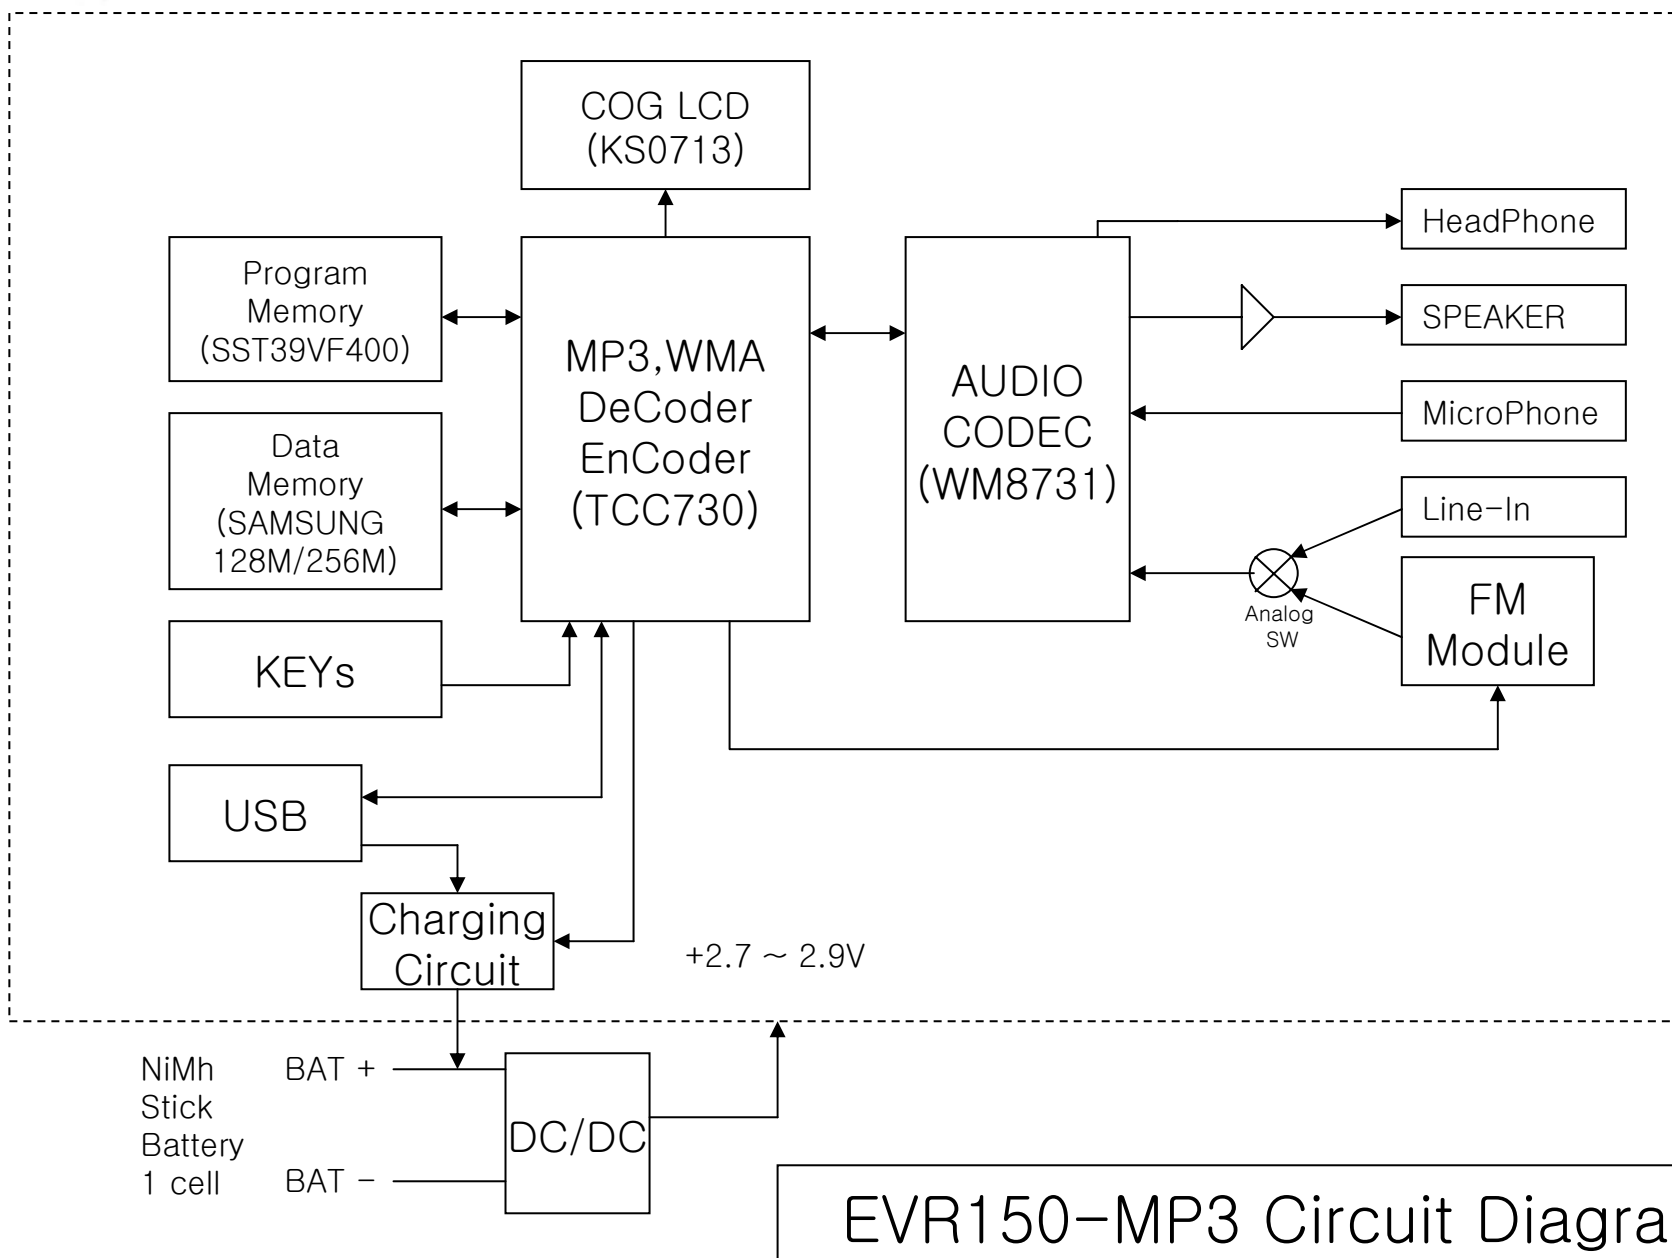 COG LCD
(KS0713)
HeadPhone
Program
Memory
(SST39VF400)
SPEAKER
MP3,WMA
DeCoder
EnCoder
(TCC730)
AUDIO
CODEC
(WM8731)
MicroPhone
Data
Memory
(SAMSUNG
128M/256M)
Line-In
Analog
SW
FM
Module
KEYs
USB
Charging
Circuit
+2.7 ~ 2.9V
NiMh
Stick
Battery
1 cell
BAT +
BAT -
DC/DC
EVR150-MP3 Circuit Diagra